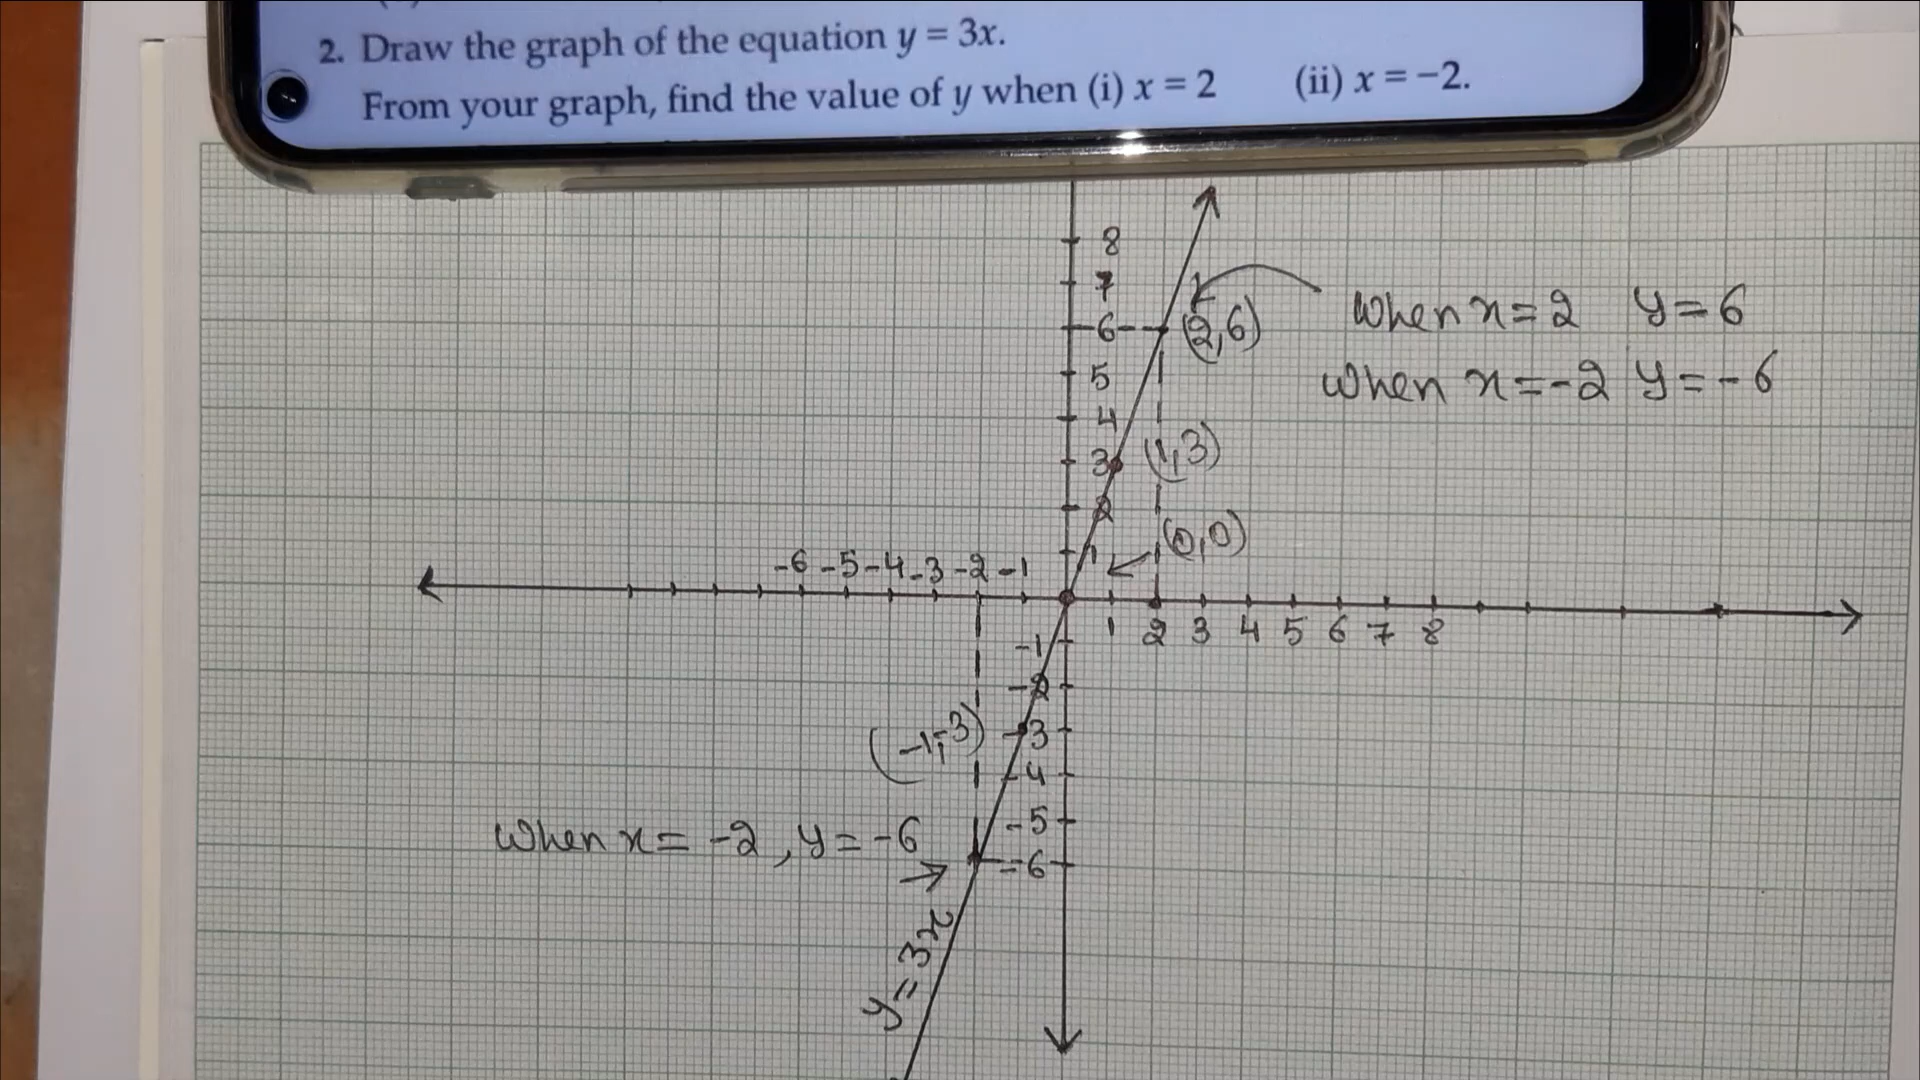 2. Draw the graph of the equation y = 3x.
From your graph, find the value of y when (i) x = 2 (ii) x = −2.
8
7
6
5
4
3
2
1
(2,6)
When x = 2 y = 6
When x = -2 y = -6
(1,3)
(0,0)
-6 -5 -4 -3 -2 -1
1 2 3 4 5 6 7 8
-1
-2
-3
-4
-5
-6
(-1,-3)
When x = -2, y = -6
y = 3x